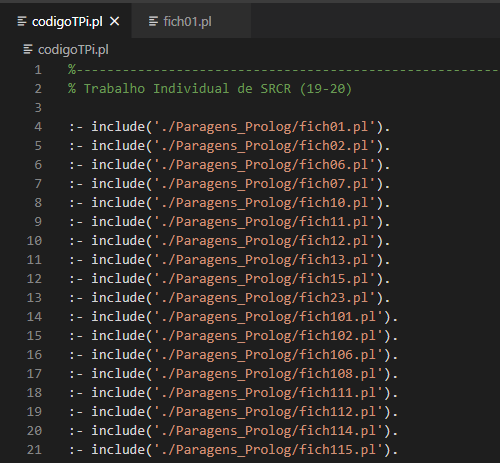 codigoTPi.pl × fich01.pl
codigoTPi.pl
1 %------------------------------------------------------
2 % Trabalho Individual de SRCR (19-20)
3
4 :- include('./Paragens_Prolog/fich01.pl').
5 :- include('./Paragens_Prolog/fich02.pl').
6 :- include('./Paragens_Prolog/fich06.pl').
7 :- include('./Paragens_Prolog/fich07.pl').
8 :- include('./Paragens_Prolog/fich10.pl').
9 :- include('./Paragens_Prolog/fich11.pl').
10 :- include('./Paragens_Prolog/fich12.pl').
11 :- include('./Paragens_Prolog/fich13.pl').
12 :- include('./Paragens_Prolog/fich15.pl').
13 :- include('./Paragens_Prolog/fich23.pl').
14 :- include('./Paragens_Prolog/fich101.pl').
15 :- include('./Paragens_Prolog/fich102.pl').
16 :- include('./Paragens_Prolog/fich106.pl').
17 :- include('./Paragens_Prolog/fich108.pl').
18 :- include('./Paragens_Prolog/fich111.pl').
19 :- include('./Paragens_Prolog/fich112.pl').
20 :- include('./Paragens_Prolog/fich114.pl').
21 :- include('./Paragens_Prolog/fich115.pl').